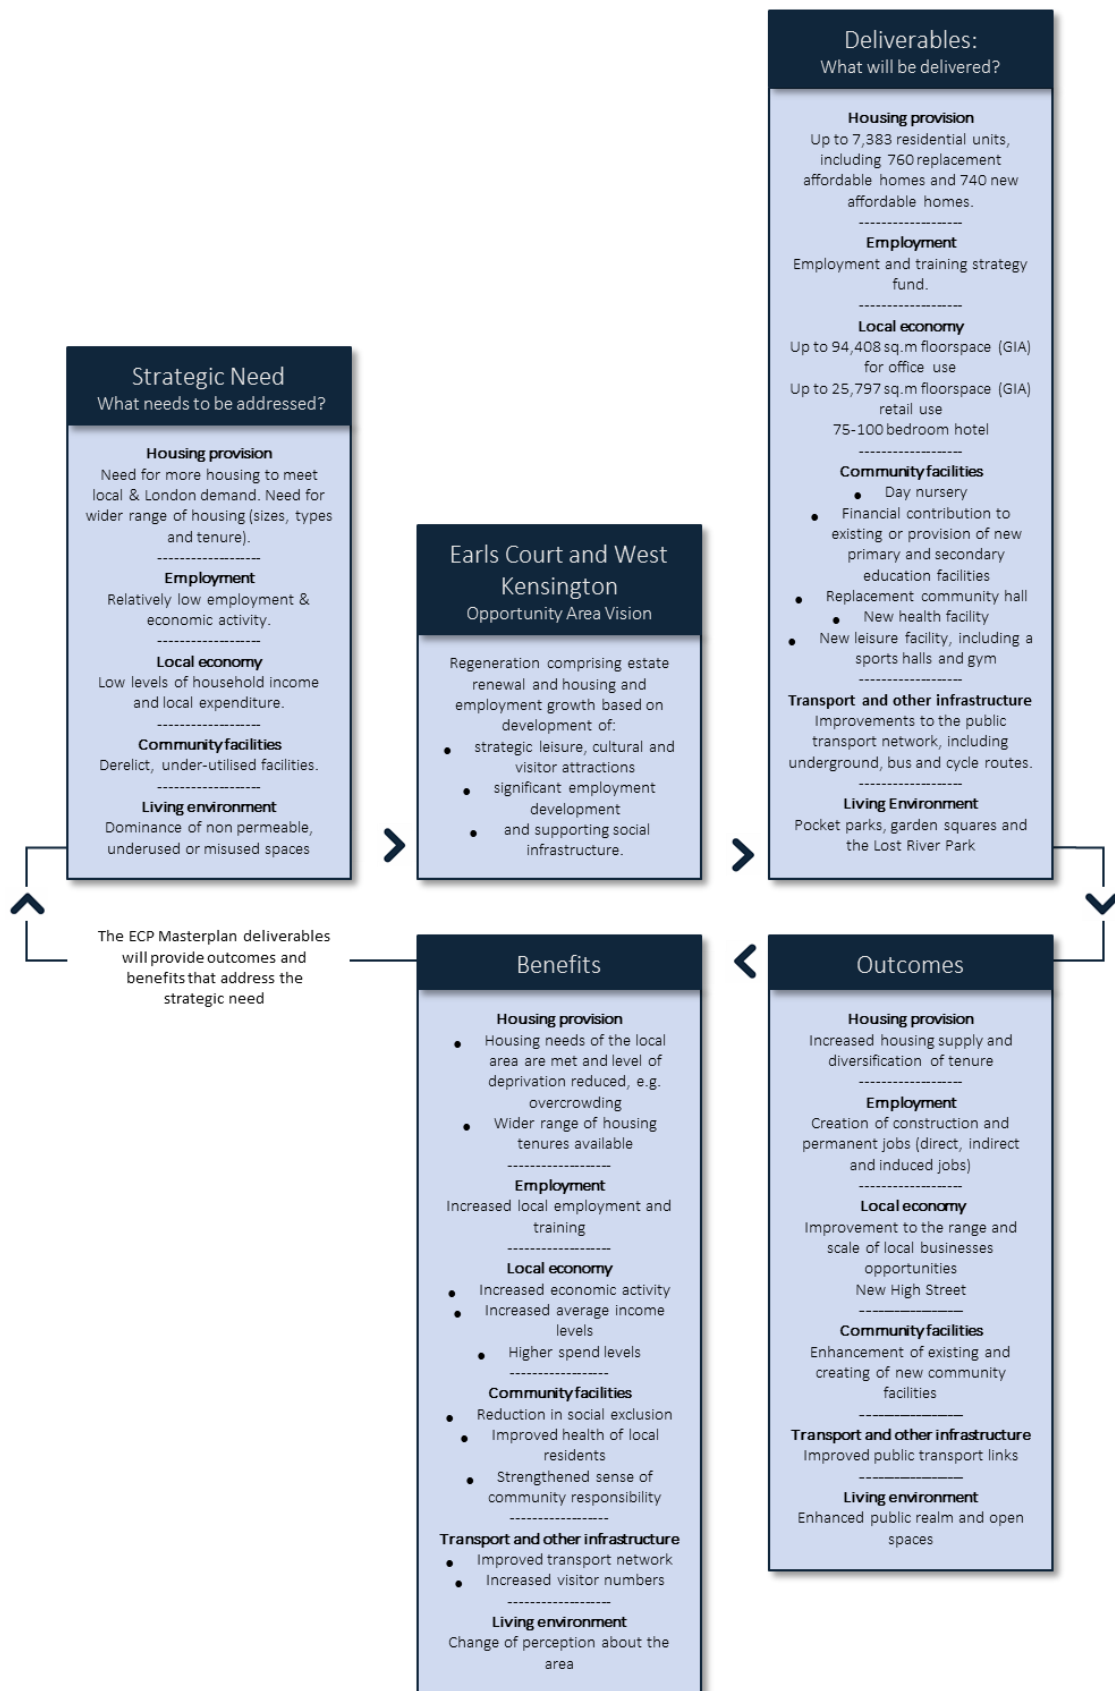 Strategic Need
What needs to be addressed?
Housing provision
Need for more housing to meet
local & London demand. Need for
wider range of housing (sizes, types
and tenure).
-------------------
Employment
Relatively low employment &
economic activity.
-------------------
Local economy
Low levels of household income
and local expenditure.
-------------------
Community facilities
Derelict, under-utilised facilities.
-------------------
Living environment
Dominance of non permeable,
underused or misused spaces
Earls Court and West
Kensington
Opportunity Area Vision
Regeneration comprising estate
renewal and housing and
employment growth based on
development of:
● strategic leisure, cultural and
visitor attractions
● significant employment
development
● and supporting social
infrastructure.
Deliverables:
What will be delivered?
Housing provision
Up to 7,383 residential units,
including 760 replacement
affordable homes and 740 new
affordable homes.
-------------------
Employment
Employment and training strategy
fund.
-------------------
Local economy
Up to 94,408 sq.m floorspace (GIA)
for office use
Up to 25,797 sq.m floorspace (GIA)
retail use
75-100 bedroom hotel
-------------------
Community facilities
● Day nursery
● Financial contribution to
existing or provision of new
primary and secondary
education facilities
● Replacement community hall
● New health facility
● New leisure facility, including a
sports halls and gym
-------------------
Transport and other infrastructure
Improvements to the public
transport network, including
underground, bus and cycle routes.
-------------------
Living Environment
Pocket parks, garden squares and
the Lost River Park
Outcomes
Housing provision
Increased housing supply and
diversification of tenure
-------------------
Employment
Creation of construction and
permanent jobs (direct, indirect
and induced jobs)
-------------------
Local economy
Improvement to the range and
scale of local businesses
opportunities
New High Street
-------------------
Community facilities
Enhancement of existing and
creating of new community
facilities
-------------------
Transport and other infrastructure
Improved public transport links
-------------------
Living environment
Enhanced public realm and open
spaces
Benefits
Housing provision
● Housing needs of the local
area are met and level of
deprivation reduced, e.g.
overcrowding
● Wider range of housing
tenures available
-------------------
Employment
Increased local employment and
training
-------------------
Local economy
● Increased economic activity
● Increased average income
levels
● Higher spend levels
------------------
Community facilities
● Reduction in social exclusion
● Improved health of local
residents
● Strengthened sense of
community responsibility
------------------
Transport and other infrastructure
● Improved transport network
● Increased visitor numbers
-------------------
Living environment
Change of perception about the
area
The ECP Masterplan deliverables
will provide outcomes and
benefits that address the
strategic need